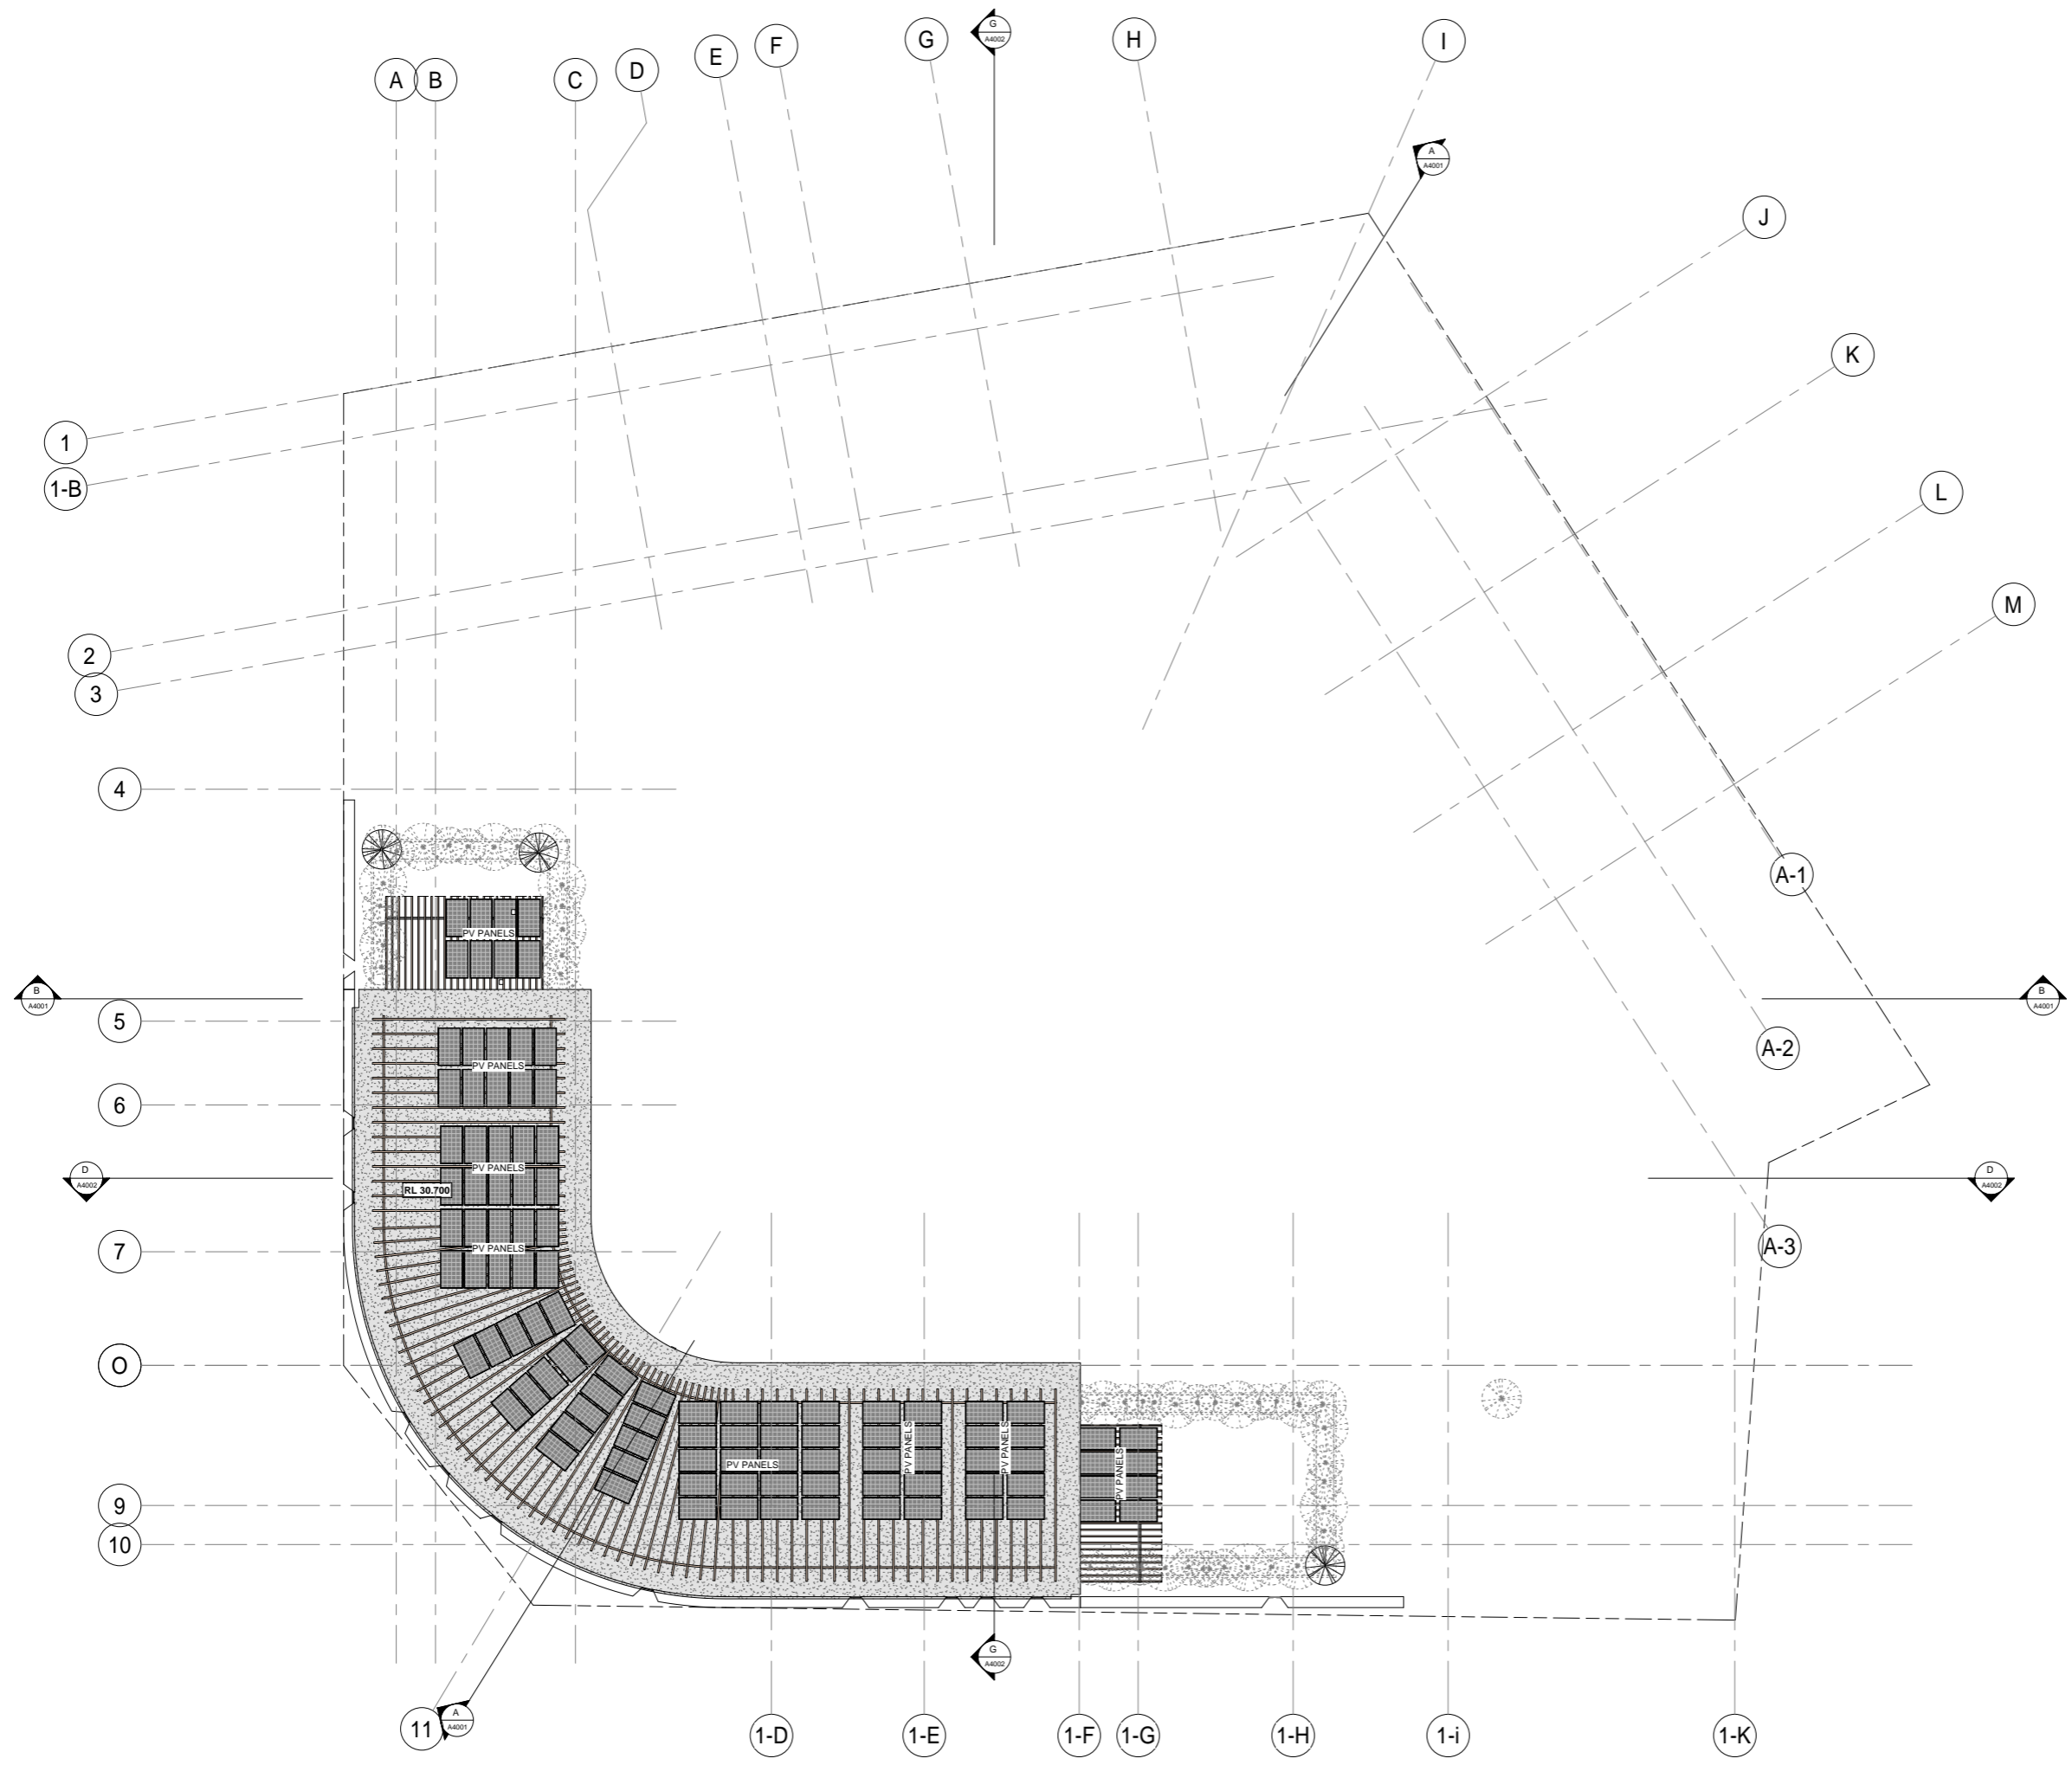 G
A4002
A
B
C
D
E
F
G
H
I
A
A4001
J
K
L
M
1
1-B
2
3
4
A-1
PV PANELS
B
A4001
B
A4001
5
A-2
PV PANELS
6
PV PANELS
D
A4002
D
A4002
RL 30.700
7
PV PANELS
A-3
O
PV PANELS
PV PANELS
PV PANELS
PV PANELS
9
10
G
A4002
11
A
A4001
1-D
1-E
1-F
1-G
1-H
1-i
1-K